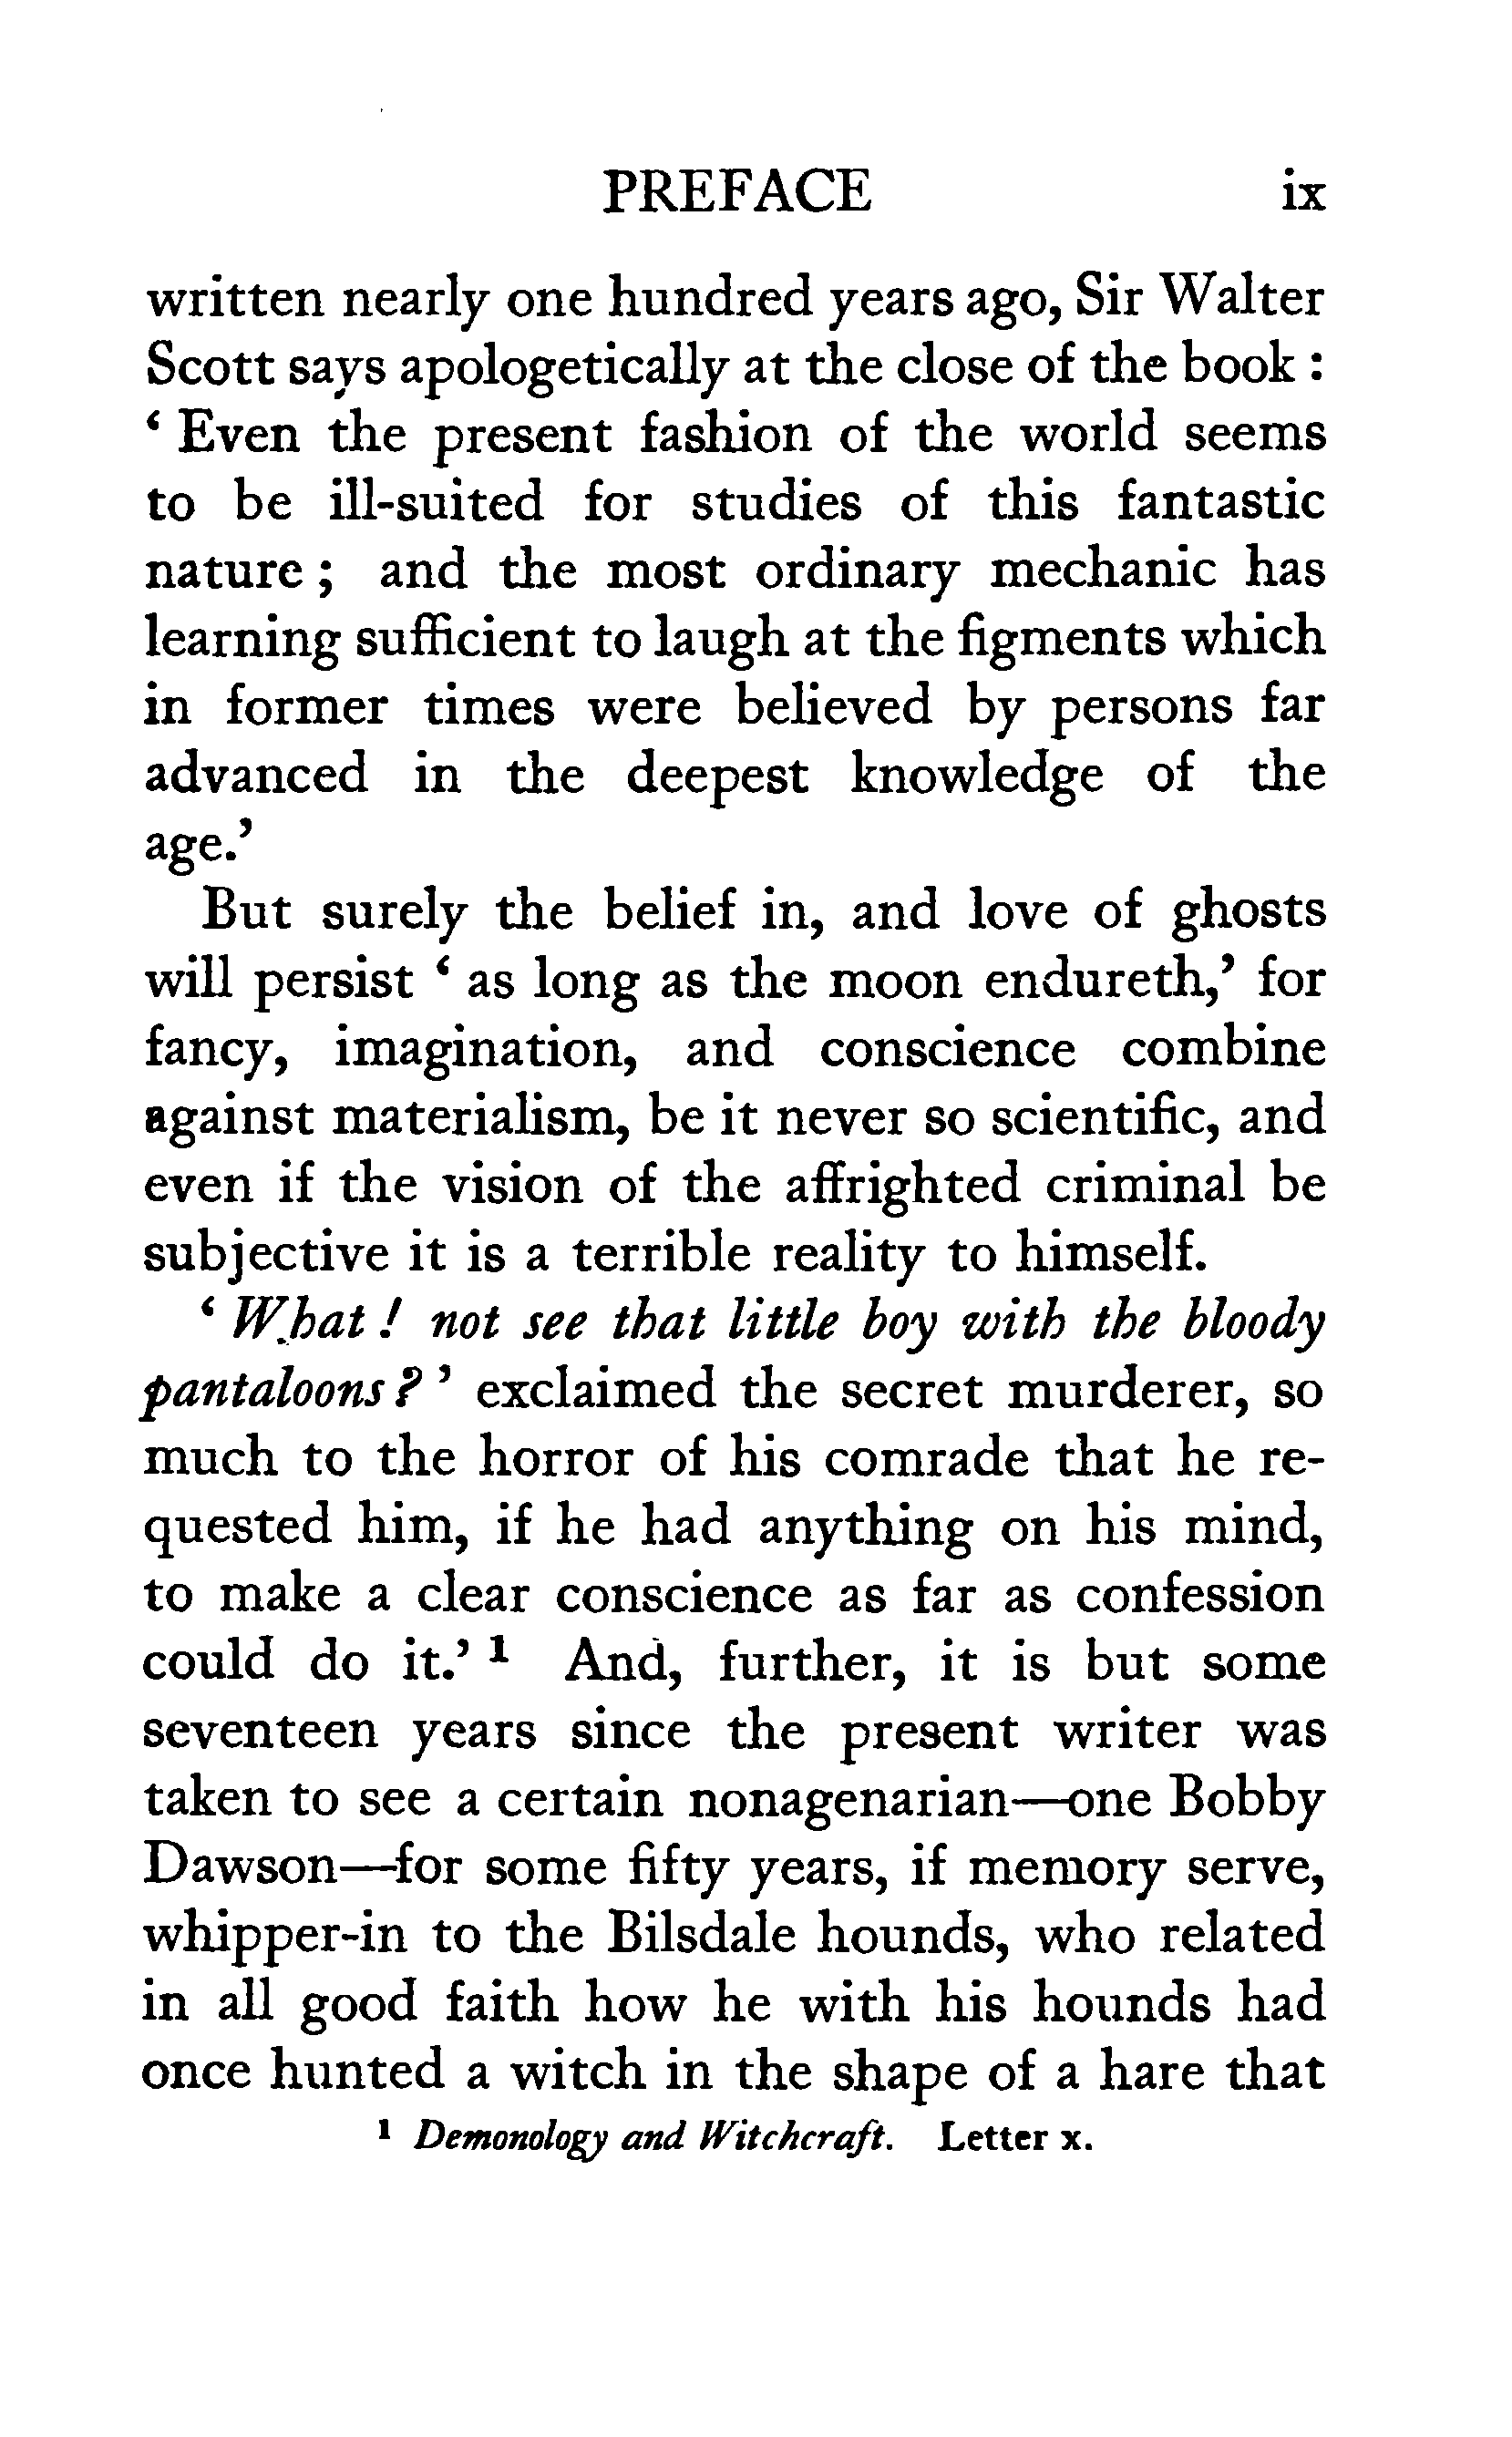 PREFACE ix
written nearly one hundred years ago, Sir Walter
Scott says apologetically at the close of the book :
‘ Even the present fashion of the world seems
to be ill-suited for studies of this fantastic
nature ; and the most ordinary mechanic has
learning sufficient to laugh at the figments which
in former times were believed by persons far
advanced in the deepest knowledge of the
age.’
But surely the belief in, and love of ghosts
will persist ‘ as long as the moon endureth,’ for
fancy, imagination, and conscience combine
against materialism, be it never so scientific, and
even if the vision of the affrighted criminal be
subjective it is a terrible reality to himself.
‘ What ! not see that little boy with the bloody
pantaloons ? ’ exclaimed the secret murderer, so
much to the horror of his comrade that he re-
quested him, if he had anything on his mind,
to make a clear conscience as far as confession
could do it.’ ¹ And, further, it is but some
seventeen years since the present writer was
taken to see a certain nonagenarian—one Bobby
Dawson—for some fifty years, if memory serve,
whipper-in to the Bilsdale hounds, who related
in all good faith how he with his hounds had
once hunted a witch in the shape of a hare that
¹ Demonology and Witchcraft. Letter x.